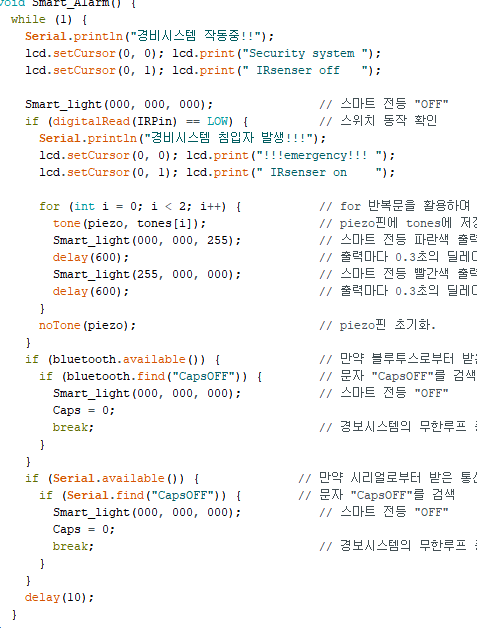 void Smart_Alarm() {
  while (1) {
    Serial.println("경비시스템 작동중!!");
    lcd.setCursor(0, 0); lcd.print("Security system ");
    lcd.setCursor(0, 1); lcd.print(" IRsenser off   ");

    Smart_light(000, 000, 000);               // 스마트 전등 "OFF"
    if (digitalRead(IRPin) == LOW) {          // 스위치 동작 확인
      Serial.println("경비시스템 침입자 발생!!!");
      lcd.setCursor(0, 0); lcd.print("!!!emergency!!! ");
      lcd.setCursor(0, 1); lcd.print(" IRsenser on    ");

      for (int i = 0; i < 2; i++) {           // for 반복문을 활용하여
        tone(piezo, tones[i]);                // piezo핀에 tones에 저장
        Smart_light(000, 000, 255);           // 스마트 전등 파란색 출력
        delay(600);                           // 출력마다 0.3초의 딜레이
        Smart_light(255, 000, 000);           // 스마트 전등 빨간색 출력
        delay(600);                           // 출력마다 0.3초의 딜레이
      }
      noTone(piezo);                          // piezo핀 초기화.
    }
    if (bluetooth.available()) {              // 만약 블루투스로부터 받은
      if (bluetooth.find("CapsOFF")) {        // 문자 "CapsOFF"를 검색
        Smart_light(000, 000, 000);           // 스마트 전등 "OFF"
        Caps = 0;
        break;                                // 경보시스템의 무한루프
      }
    }
    if (Serial.available()) {              // 만약 시리얼로부터 받은 통신
      if (Serial.find("CapsOFF")) {        // 문자 "CapsOFF"를 검색
        Smart_light(000, 000, 000);           // 스마트 전등 "OFF"
        Caps = 0;
        break;                                // 경보시스템의 무한루프
      }
    }
    delay(10);
  }